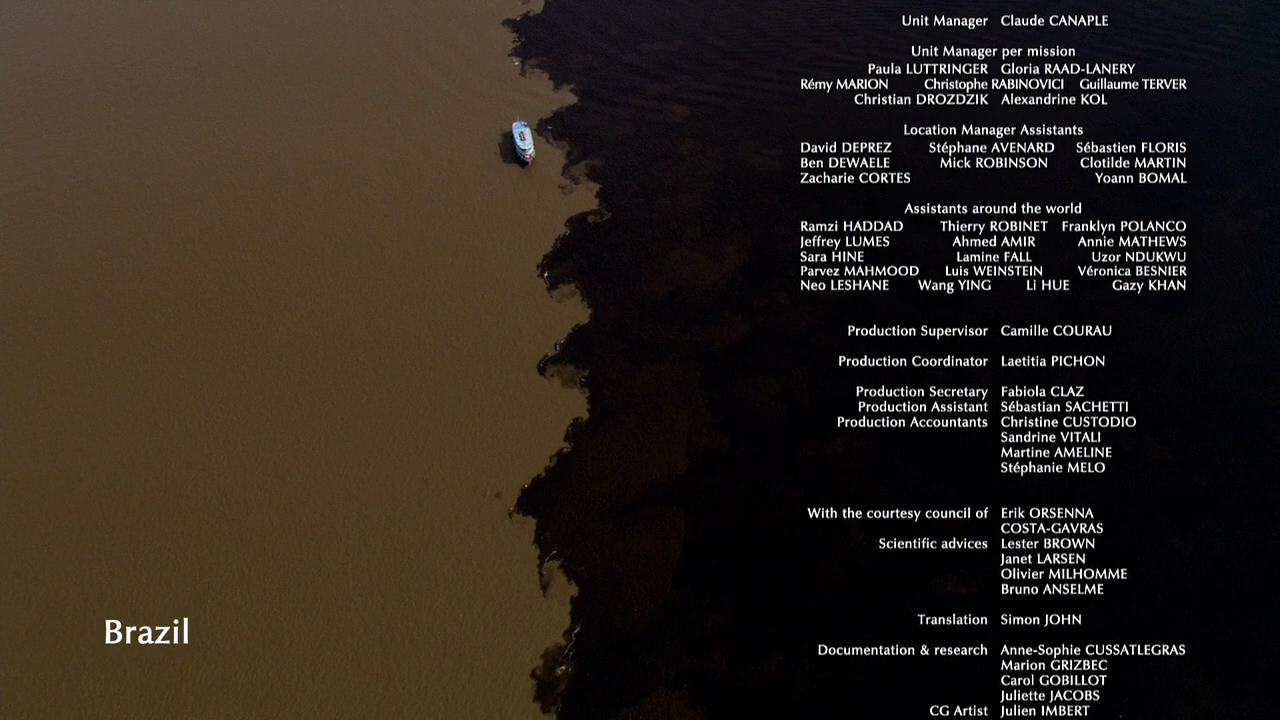 Unit Manager Claude CANAPLE
Unit Manager per mission
Paula LUTTRINGER Gloria RAAD-LANERY
Rémy MARION Christophe RABINOVICI Guillaume TERVER
Christian DROZDZIK Alexandrine KOL
Location Manager Assistants
David DEPREZ Stéphane AVENARD Sébastien FLORIS
Ben DEWAELE Mick ROBINSON Clotilde MARTIN
Zacharie CORTES Yoann BOMAL
Assistants around the world
Ramzi HADDAD Thierry ROBINET Franklyn POLANCO
Jeffrey LUMES Ahmed AMIR Annie MATHEWS
Sara HINE Lamine FALL Uzor NDUKWU
Parvez MAHMOOD Luis WEINSTEIN Véronica BESNIER
Neo LESHANE Wang YING Li HUE Gazy KHAN
Production Supervisor Camille COURAU
Production Coordinator Laetitia PICHON
Production Secretary Fabiola CLAZ
Production Assistant Sébastian SACHETTI
Production Accountants Christine CUSTODIO
Sandrine VITALI
Martine AMELINE
Stéphanie MELO
With the courtesy council of Erik ORSENNA
COSTA-GAVRAS
Scientific advices Lester BROWN
Janet LARSEN
Olivier MILHOMME
Bruno ANSELME
Translation Simon JOHN
Documentation & research Anne-Sophie CUSSATLEGRAS
Marion GRIZBEC
Carol GOBILLOT
Juliette JACOBS
CG Artist Julien IMBERT
Brazil